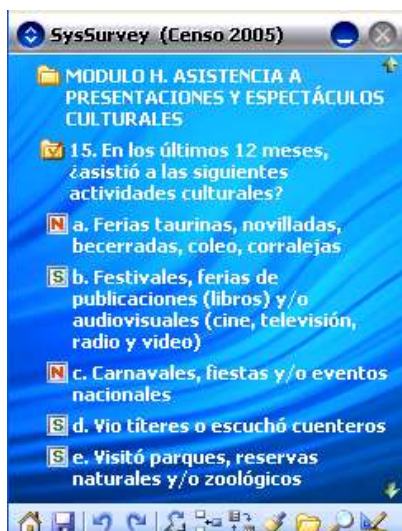 SysSurvey (Censo 2005)
MODULO H. ASISTENCIA A
PRESENTACIONES Y ESPECTÁCULOS
CULTURALES
15. En los últimos 12 meses,
¿asistió a las siguientes
actividades culturales?
N a. Ferias taurinas, novilladas,
becerradas, coleo, corralejas
S b. Festivales, ferias de
publicaciones (libros) y/o
audiovisuales (cine, televisión,
radio y video)
N c. Carnavales, fiestas y/o eventos
nacionales
S d. Vio títeres o escuchó cuenteros
S e. Visitó parques, reservas
naturales y/o zoológicos